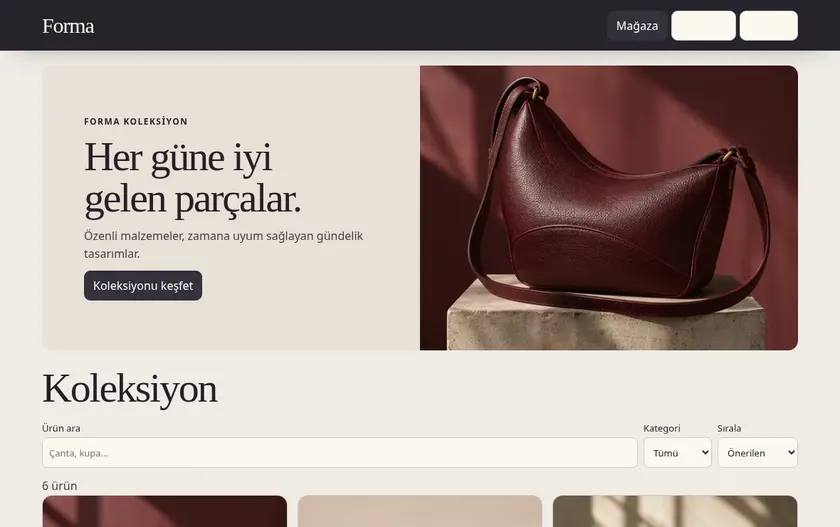 Forma
Mağaza
FORMA KOLEKSİYON
Her güne iyi
gelen parçalar.
Özenli malzemeler, zamana uyum sağlayan gündelik
tasarımlar.
Koleksiyonu keşfet
Koleksiyon
Ürün ara
Kategori
Sırala
Çanta, kupa...
Tümü
Önerilen
6 ürün